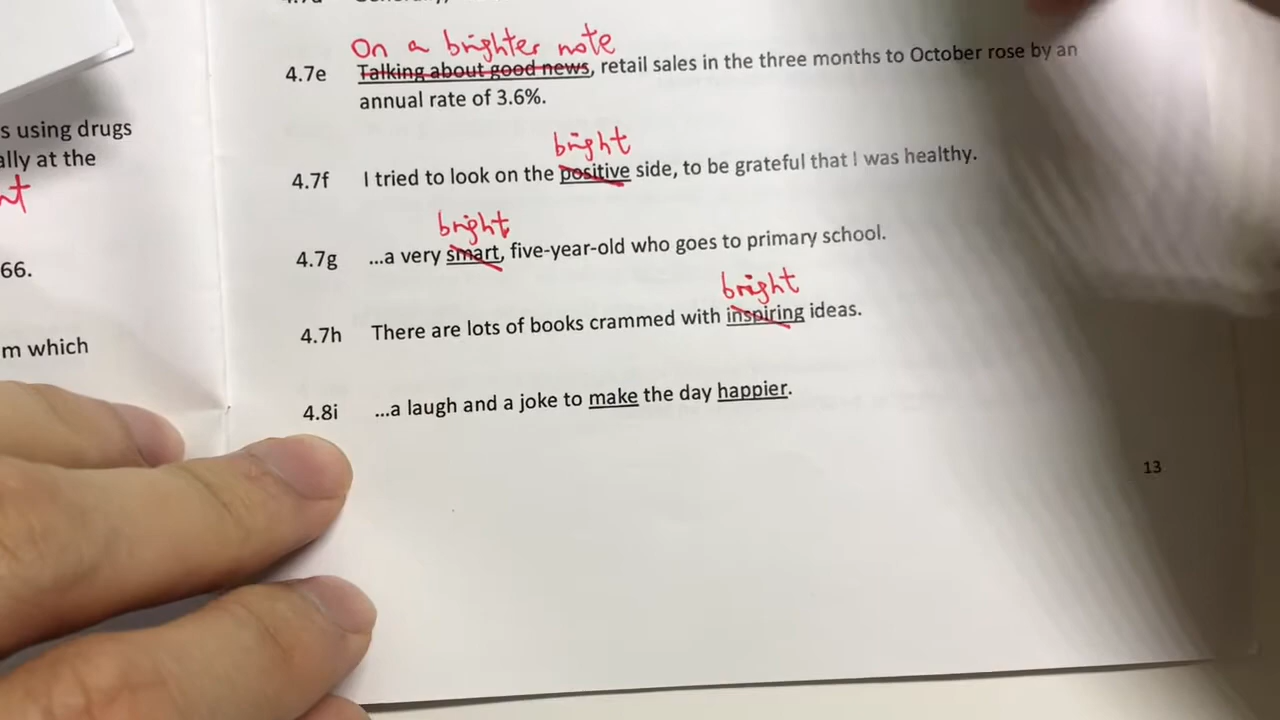 s using drugs
ally at the
66.
m which
On a brighter note
4.7e Talking about good news, retail sales in the three months to October rose by an
annual rate of 3.6%.
bright
4.7f I tried to look on the positive side, to be grateful that I was healthy.
bright
4.7g ...a very smart, five-year-old who goes to primary school.
bright
4.7h There are lots of books crammed with inspiring ideas.
4.8i ...a laugh and a joke to make the day happier.
13